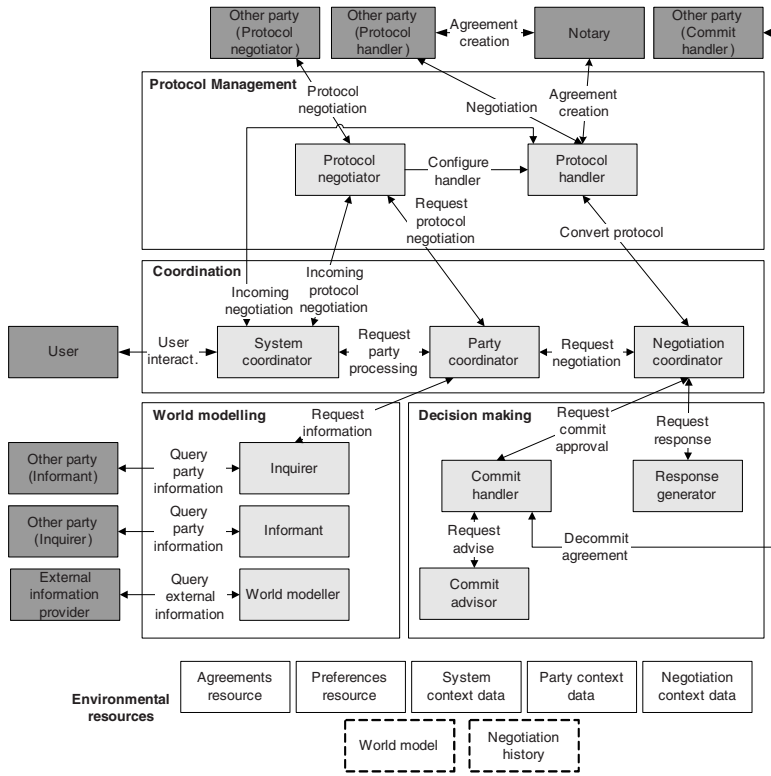 Other party
(Protocol
negotiator)
Other party
(Protocol
handler)
Agreement
creation
Notary
Other party
(Commit
handler)
Protocol Management
Protocol
negotiation
Negotiation
Agreement
creation
Protocol
negotiator
Configure
handler
Protocol
handler
Request
protocol
negotiation
Convert protocol
Coordination
Incoming
negotiation
Incoming
protocol
negotiation
User
User
interact.
System
coordinator
Request
party
processing
Party
coordinator
Request
negotiation
Negotiation
coordinator
World modelling
Request
information
Decision making
Request
commit
approval
Request
response
Other party
(Informant)
Query
party
information
Inquirer
Commit
handler
Response
generator
Other party
(Inquirer)
Query
party
information
Informant
Request
advise
Decommit
agreement
External
information
provider
Query
external
information
World modeller
Commit
advisor
Environmental
resources
Agreements
resource
Preferences
resource
System
context data
Party context
data
Negotiation
context data
World model
Negotiation
history